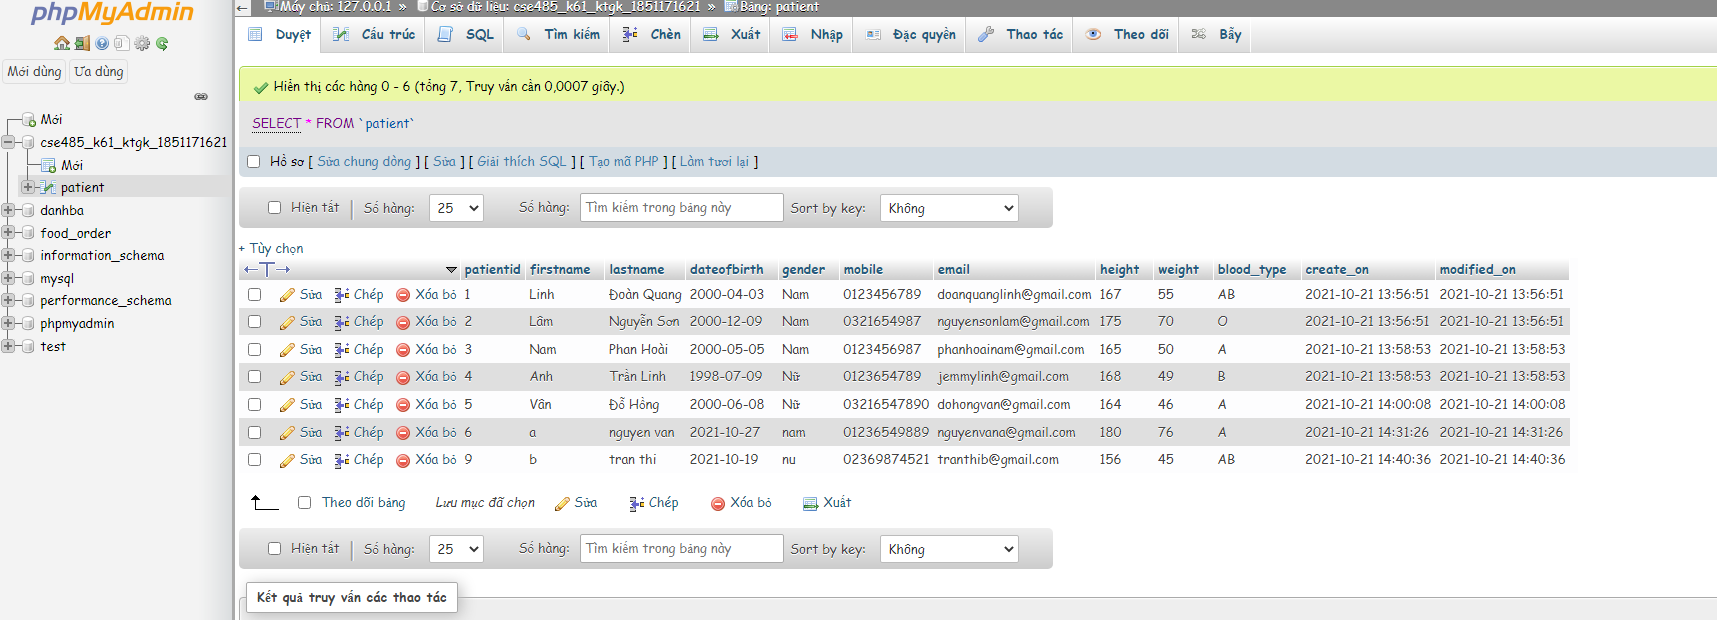 phpMyAdmin
Mới dùng Ưa dùng
Mới
cse485_k61_ktgk_1851171621
Mới
patient
danhba
food_order
information_schema
mysql
performance_schema
phpmyadmin
test
Máy chủ: 127.0.0.1 » Cơ sở dữ liệu: cse485_k61_ktgk_1851171621 » Bảng: patient
Duyệt Cấu trúc SQL Tìm kiếm Chèn Xuất Nhập Đặc quyền Thao tác Theo dõi Bẫy
Hiển thị các hàng 0 - 6 (tổng 7, Truy vấn cần 0,0007 giây.)
SELECT * FROM `patient`
Hồ sơ [ Sửa chung dòng ] [ Sửa ] [ Giải thích SQL ] [ Tạo mã PHP ] [ Làm tươi lại ]
Hiện tất | Số hàng: 25 Số hàng: Tìm kiếm trong bảng này Sort by key: Không
+ Tùy chọn
←T→ patientid firstname lastname dateofbirth gender mobile email height weight blood_type create_on modified_on
Sửa Chép Xóa bỏ 1 Linh Đoàn Quang 2000-04-03 Nam 0123456789 doanquanglinh@gmail.com 167 55 AB 2021-10-21 13:56:51 2021-10-21 13:56:51
Sửa Chép Xóa bỏ 2 Lâm Nguyễn Sơn 2000-12-09 Nam 0321654987 nguyensonlam@gmail.com 175 70 O 2021-10-21 13:56:51 2021-10-21 13:56:51
Sửa Chép Xóa bỏ 3 Nam Phan Hoài 2000-05-05 Nam 0123456987 phanhoainam@gmail.com 165 50 A 2021-10-21 13:58:53 2021-10-21 13:58:53
Sửa Chép Xóa bỏ 4 Anh Trần Linh 1998-07-09 Nữ 0123654789 jemmylinh@gmail.com 168 49 B 2021-10-21 13:58:53 2021-10-21 13:58:53
Sửa Chép Xóa bỏ 5 Vân Đỗ Hồng 2000-06-08 Nữ 03216547890 dohongvan@gmail.com 164 46 A 2021-10-21 14:00:08 2021-10-21 14:00:08
Sửa Chép Xóa bỏ 6 a nguyen van 2021-10-27 nam 01236549889 nguyenvana@gmail.com 180 76 A 2021-10-21 14:31:26 2021-10-21 14:31:26
Sửa Chép Xóa bỏ 9 b tran thi 2021-10-19 nu 02369874521 tranthib@gmail.com 156 45 AB 2021-10-21 14:40:36 2021-10-21 14:40:36
Theo dõi bảng Lưu mục đã chọn Sửa Chép Xóa bỏ Xuất
Hiện tất | Số hàng: 25 Số hàng: Tìm kiếm trong bảng này Sort by key: Không
Kết quả truy vấn các thao tác